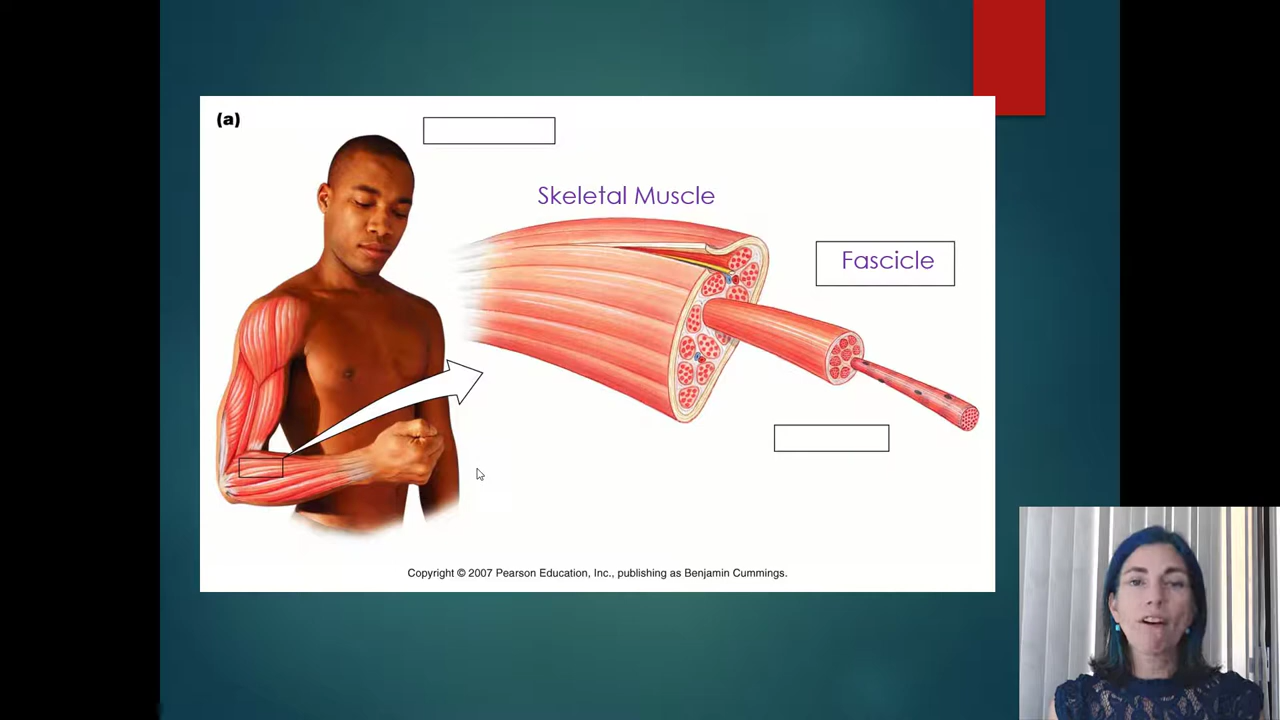 (a)
Skeletal Muscle
Fascicle
Copyright © 2007 Pearson Education, Inc., publishing as Benjamin Cummings.